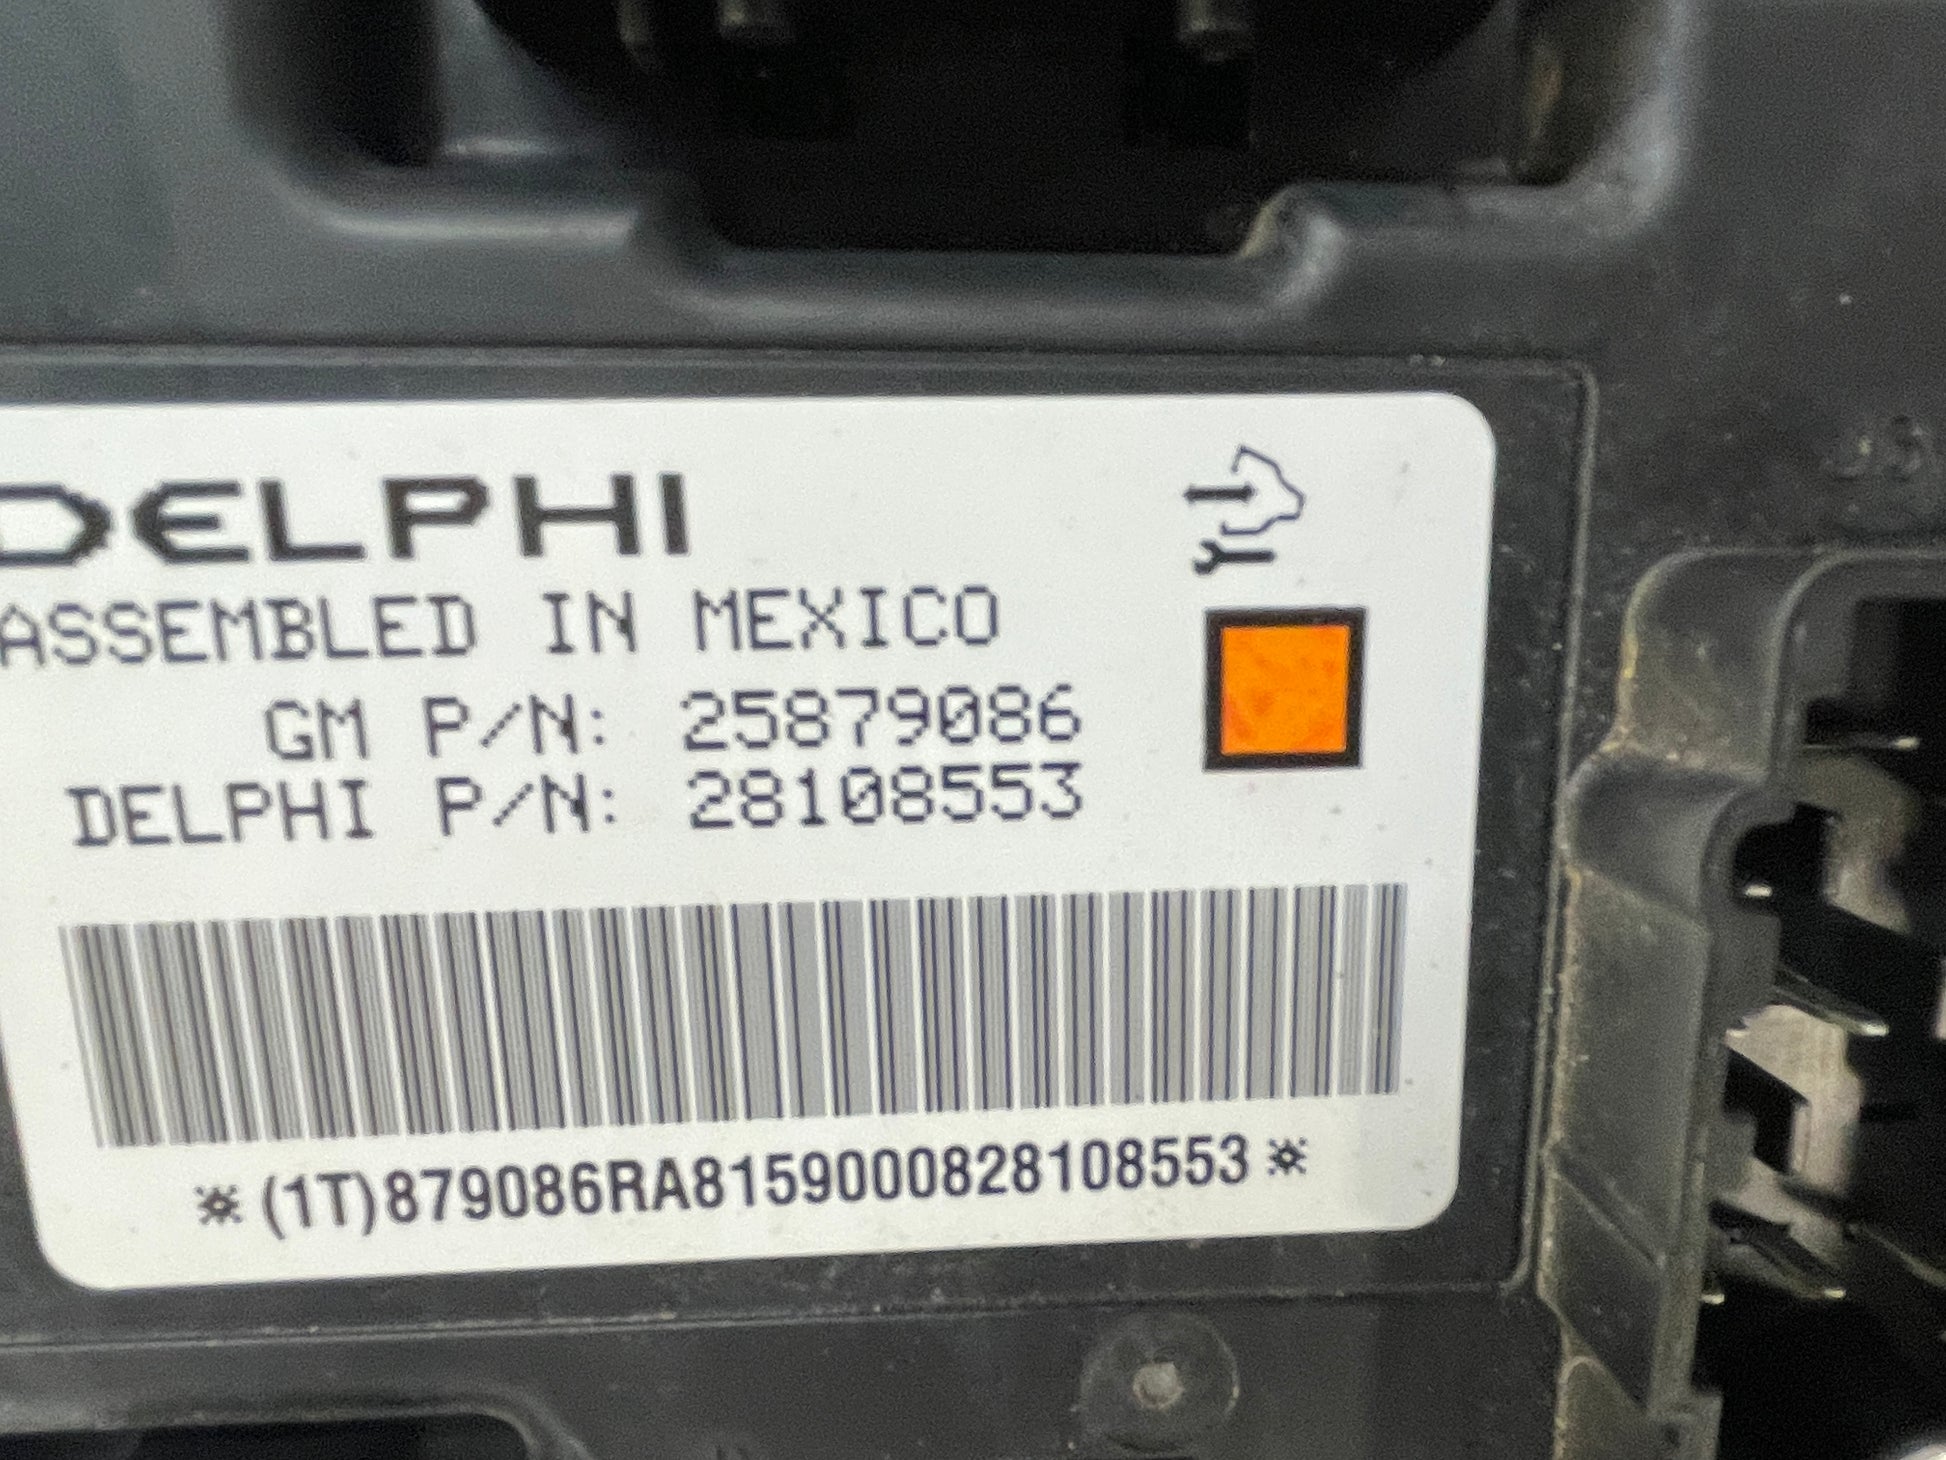 DELPHI
ASSEMBLED IN MEXICO
GM P/N: 25879086
DELPHI P/N: 28108553
*(1T)879086RA8159000828108553*